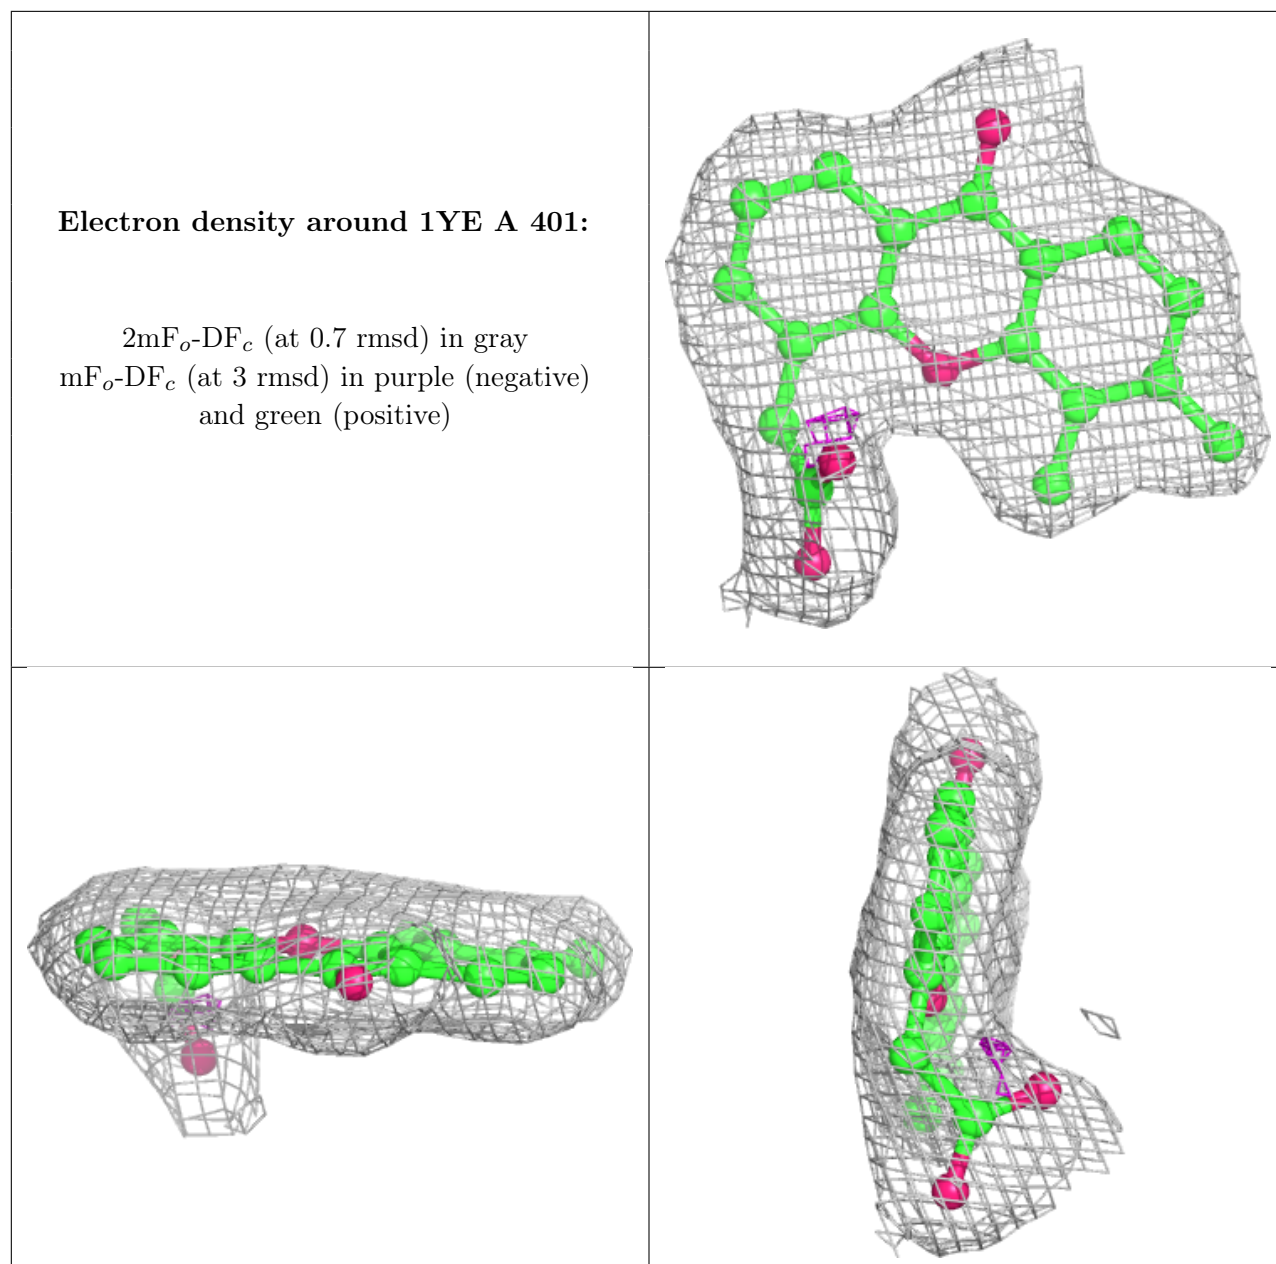 Electron density around 1YE A 401:
2mFo-DFc (at 0.7 rmsd) in gray
mFo-DFc (at 3 rmsd) in purple (negative)
and green (positive)